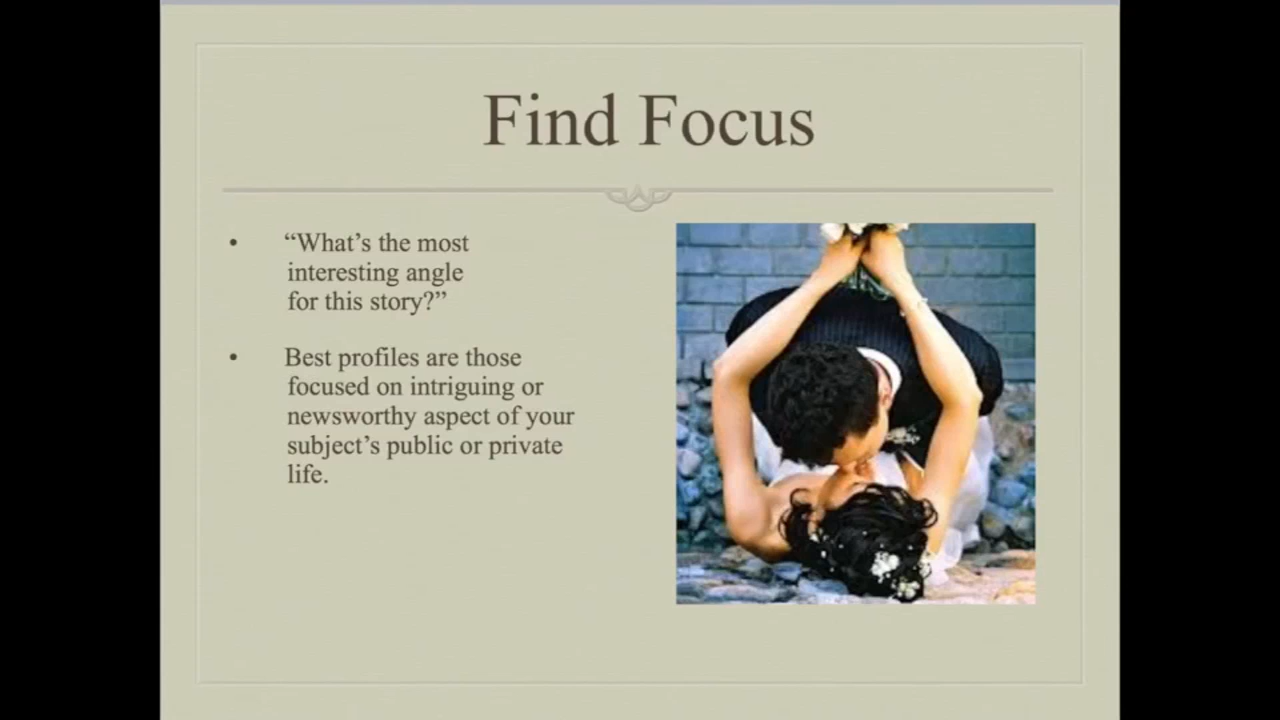 Find Focus
• “What’s the most
interesting angle
for this story?”
• Best profiles are those
focused on intriguing or
newsworthy aspect of your
subject’s public or private
life.